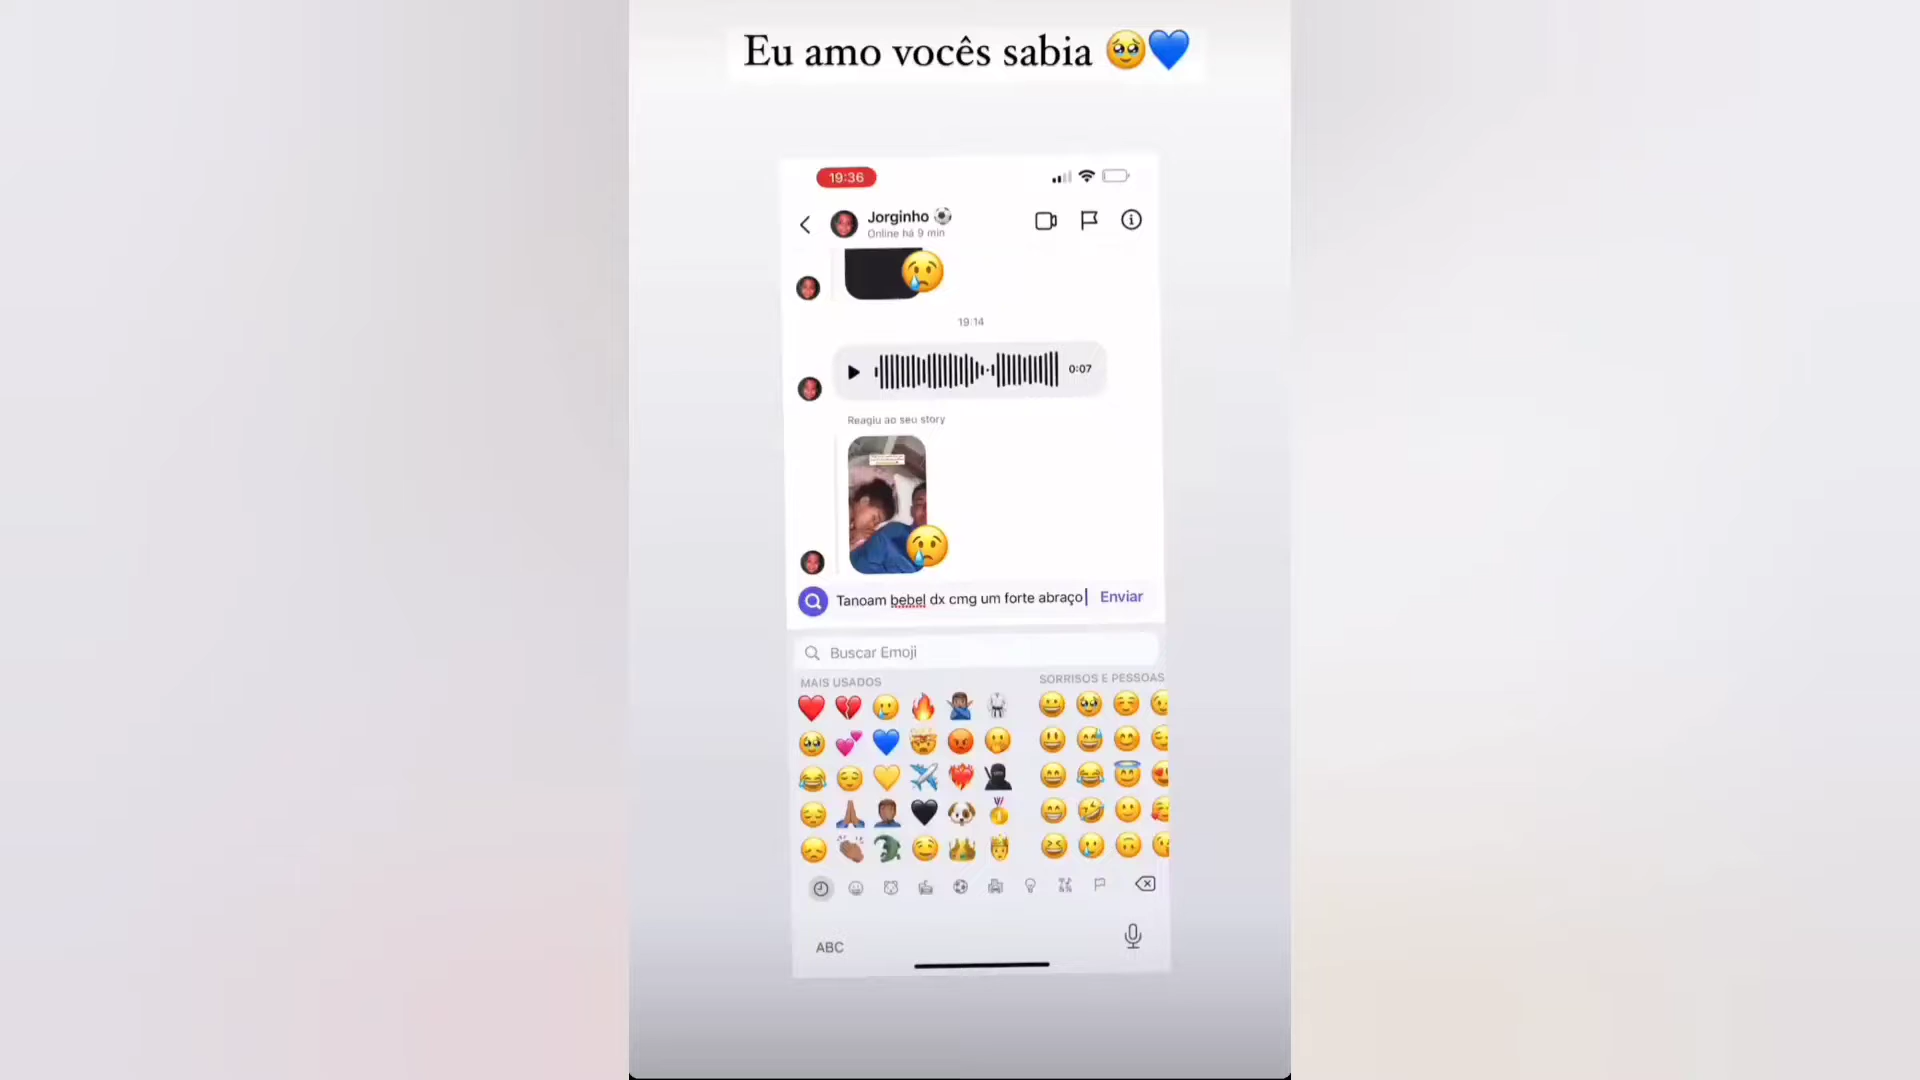 Eu amo vocês sabia 🥹💙
19:36
Jorginho ⚽
Online há 9 min
19:14
0:07
Reagiu ao seu story
Tanoam bebel dx cmg um forte abraço
Enviar
Buscar Emoji
MAIS USADOS
SORRISOS E PESSOAS
ABC